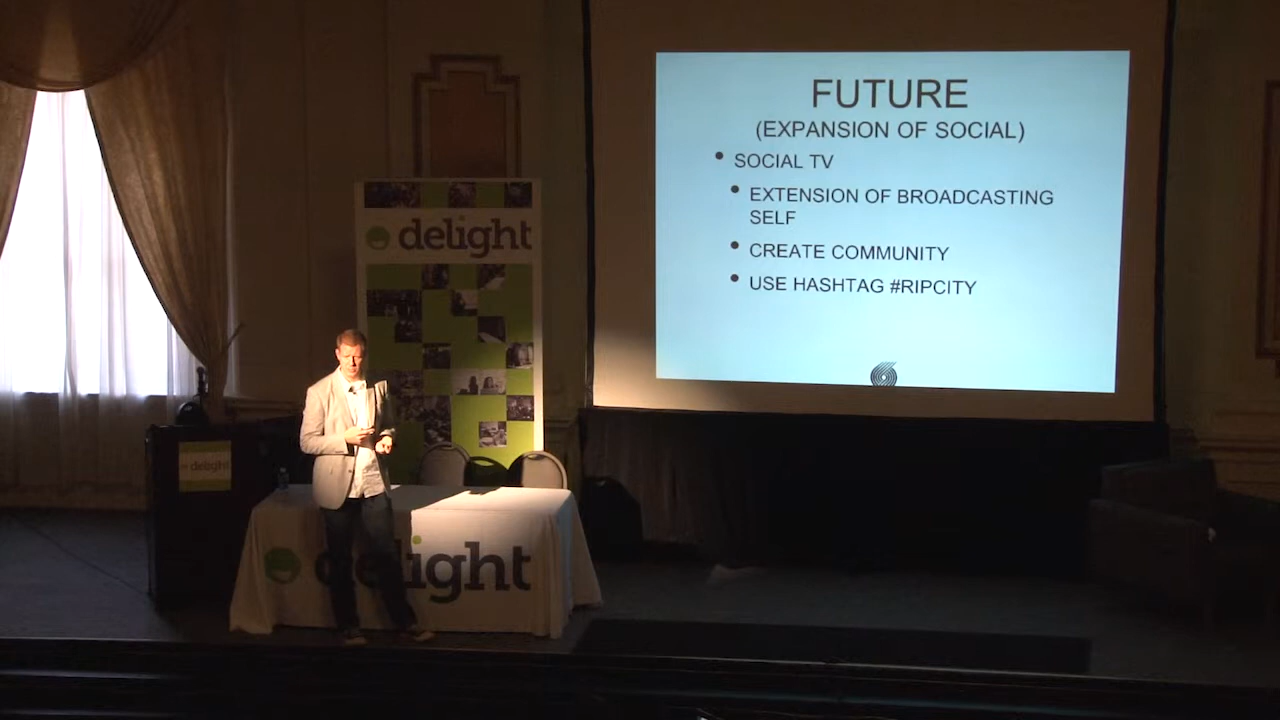 FUTURE
(EXPANSION OF SOCIAL)
• SOCIAL TV
• EXTENSION OF BROADCASTING
SELF
• CREATE COMMUNITY
• USE HASHTAG #RIPCITY
delight
delight
delight